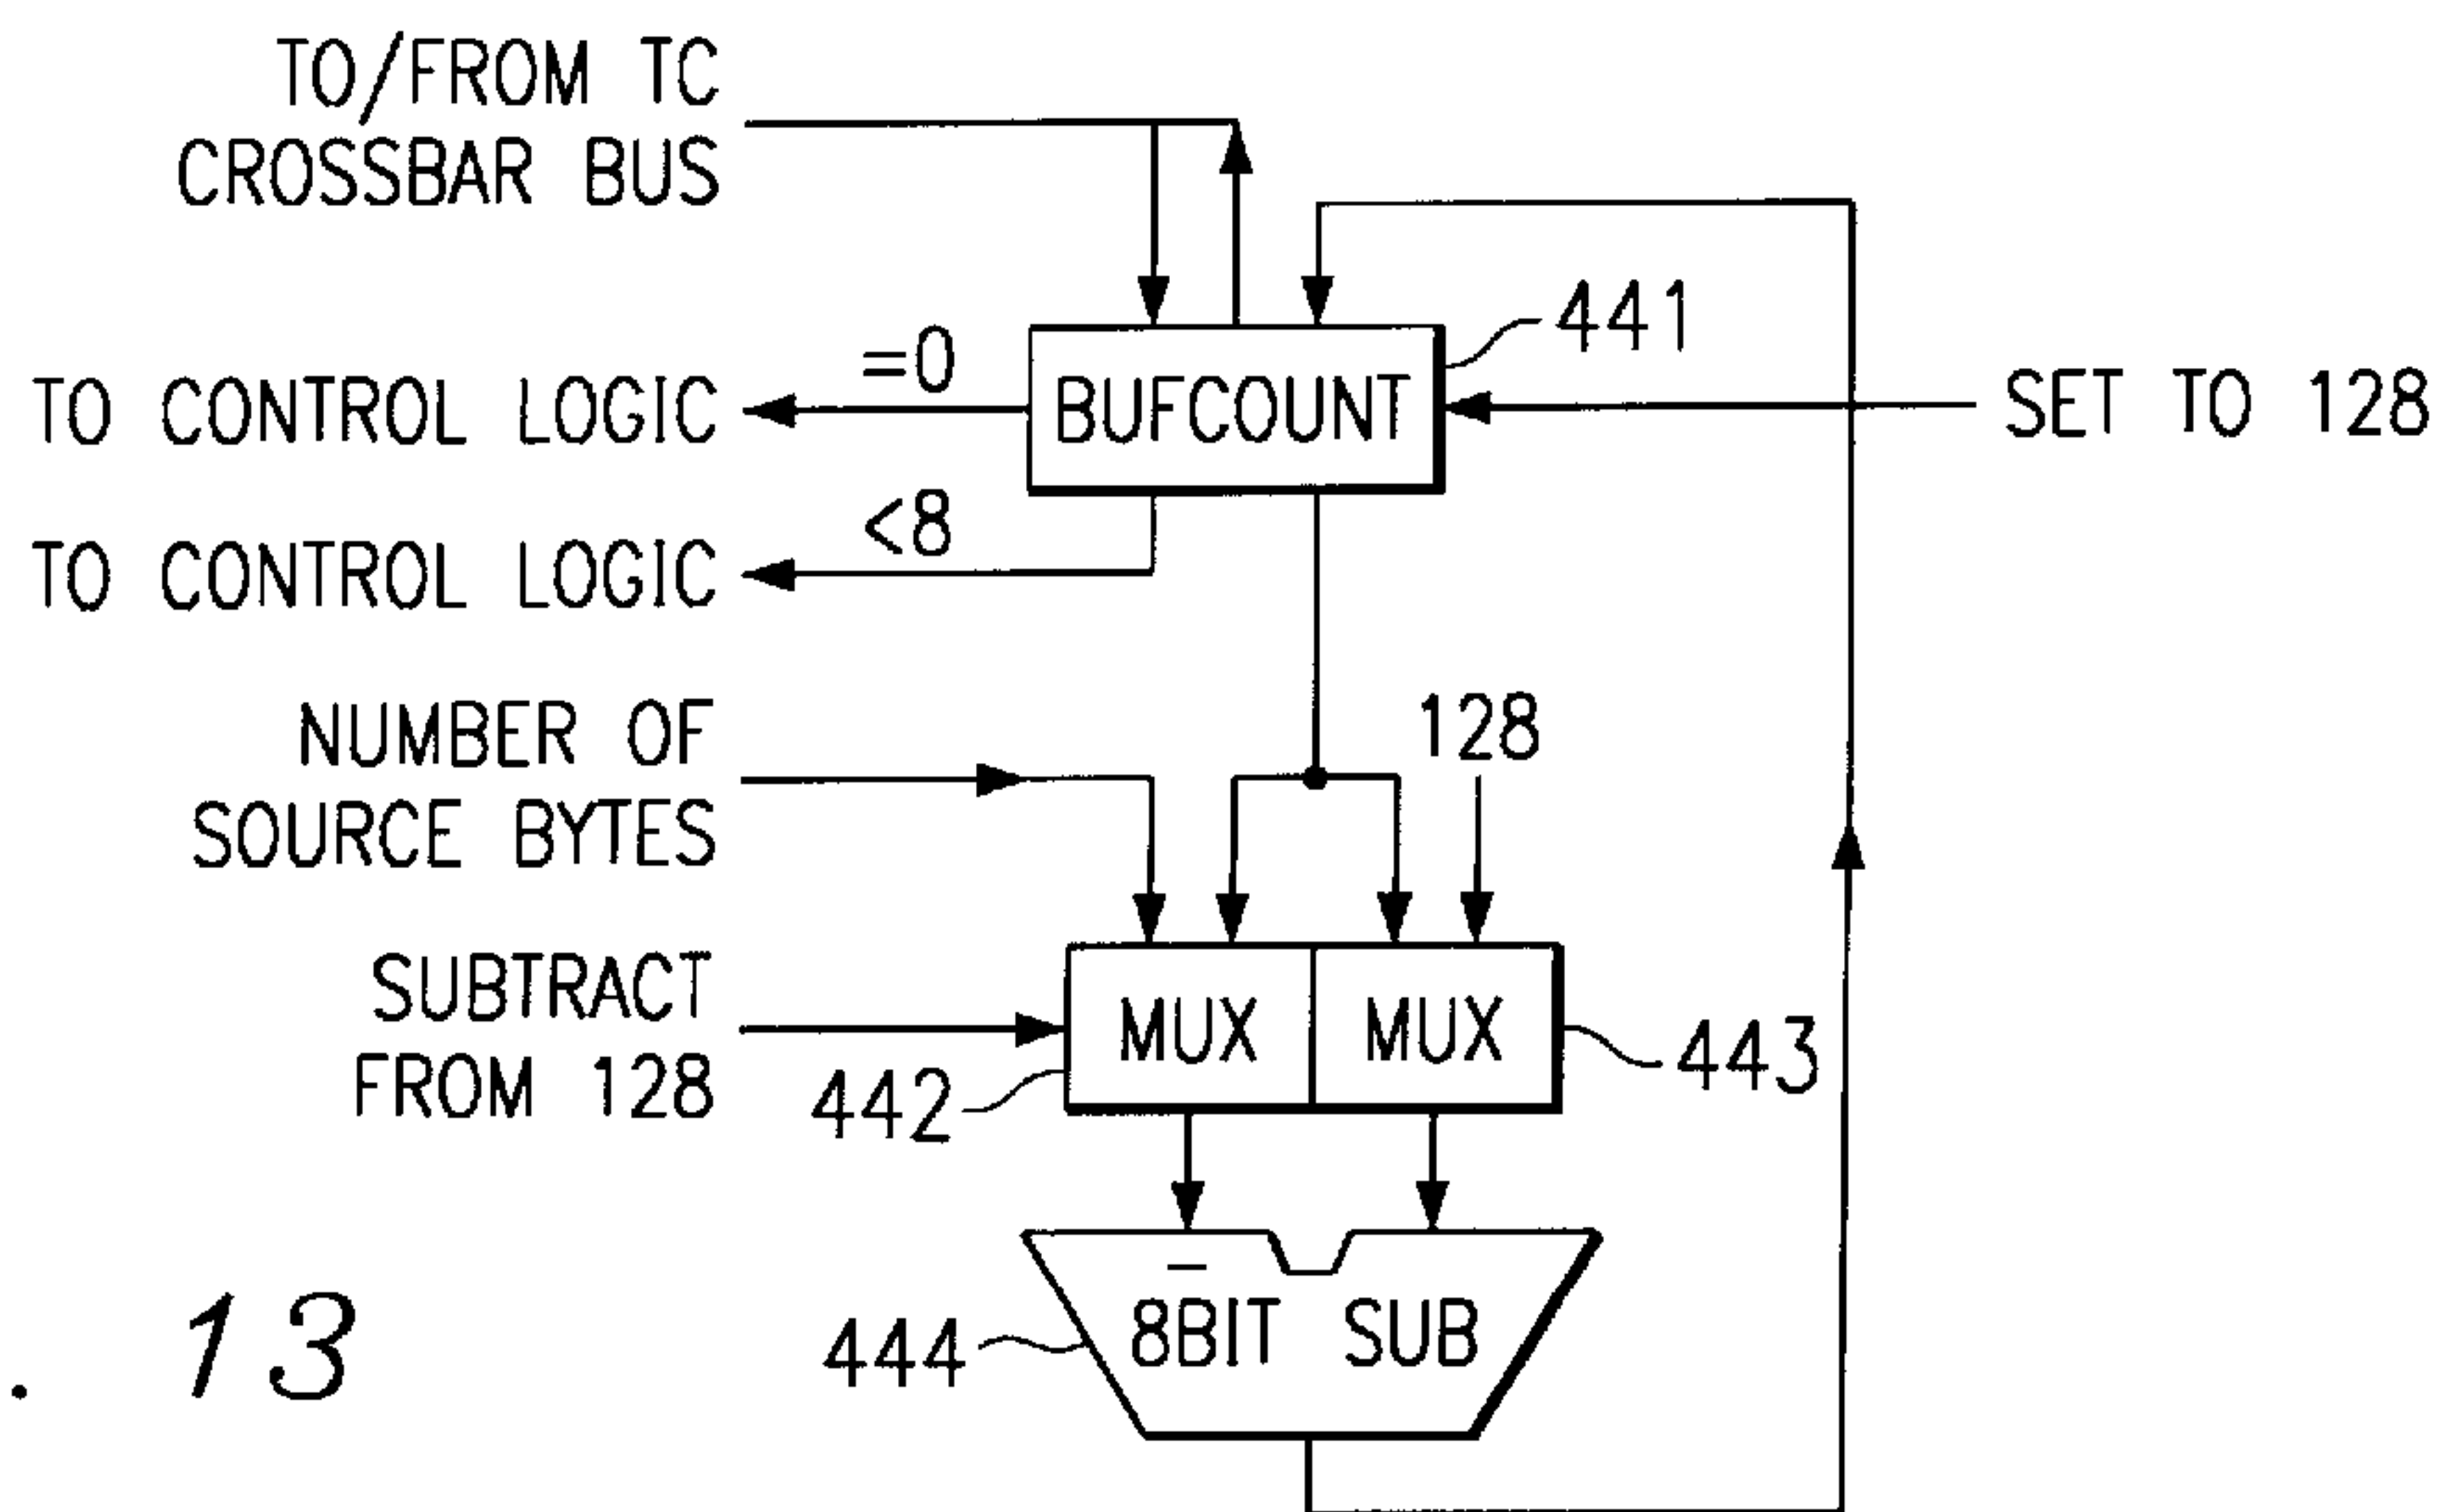 TO/FROM TC
CROSSBAR BUS
441
=0
TO CONTROL LOGIC
BUFCOUNT
SET TO 128
<8
TO CONTROL LOGIC
NUMBER OF
SOURCE BYTES
128
SUBTRACT
FROM 128
MUX
MUX
442
443
–
8BIT SUB
444
. 13